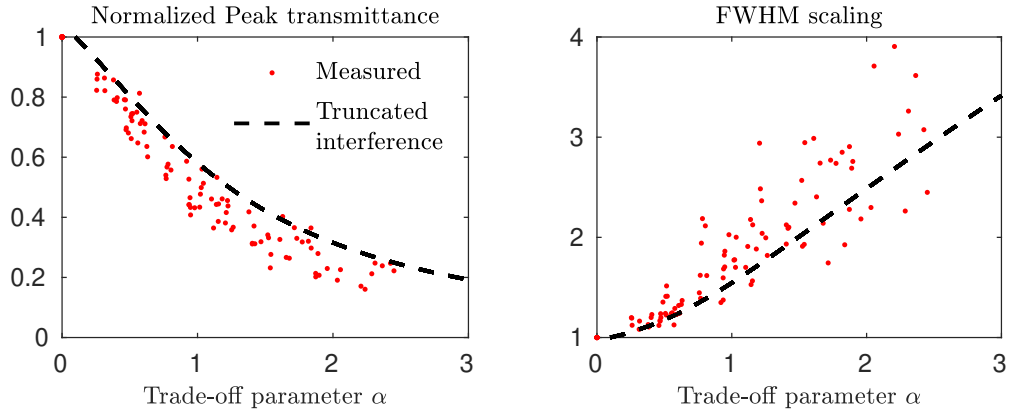 Normalized Peak transmittance
1
0.8
0.6
0.4
0.2
0
0
1
2
3
Measured
Truncated
interference
Trade-off parameter α
FWHM scaling
4
3
2
1
0
1
2
3
Trade-off parameter α